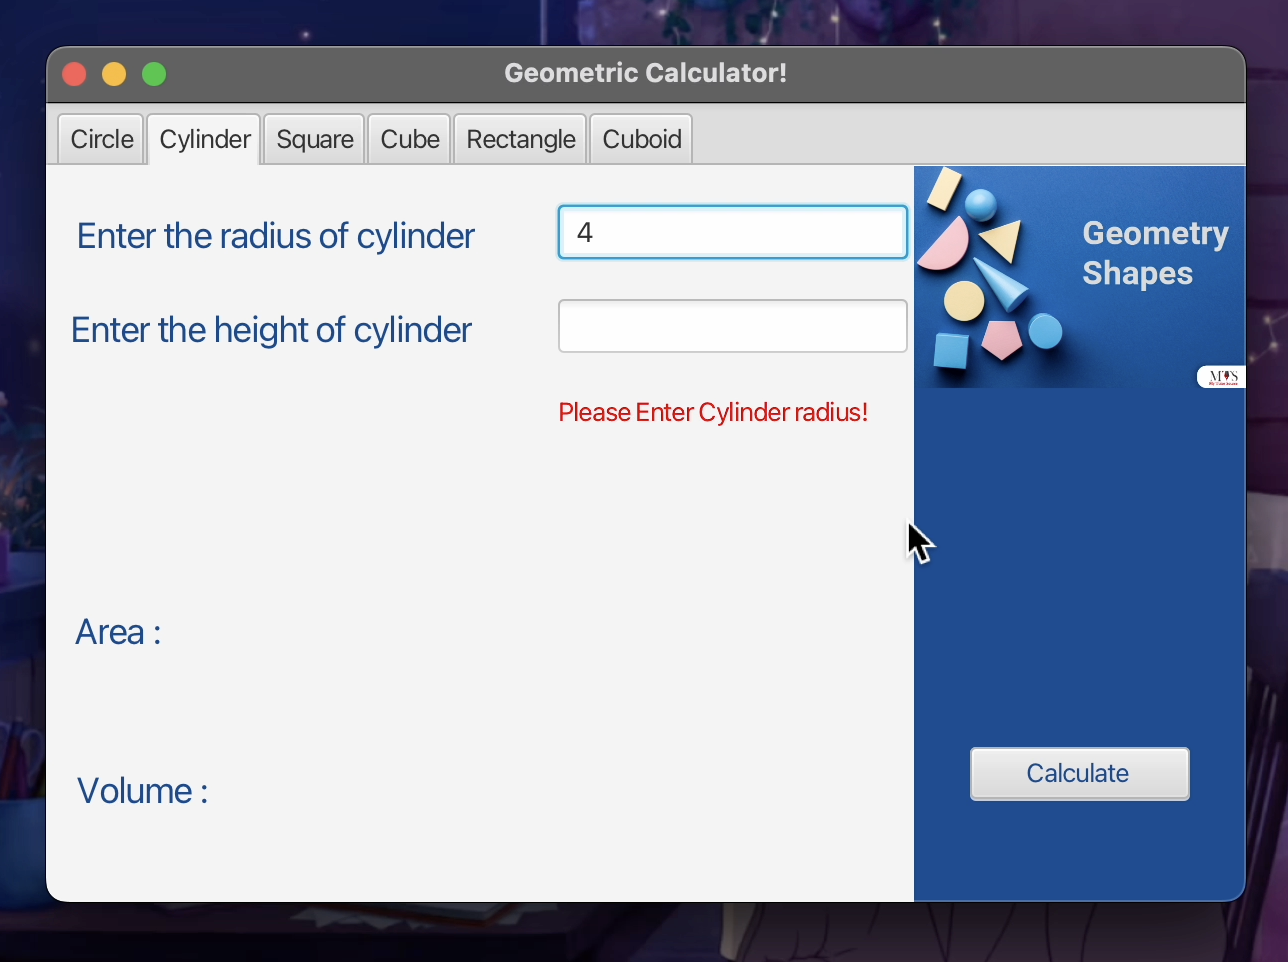 Geometric Calculator!
Circle
Cylinder
Square
Cube
Rectangle
Cuboid
Enter the radius of cylinder
4
Enter the height of cylinder
Please Enter Cylinder radius!
Area :
Volume :
Geometry
Shapes
Calculate